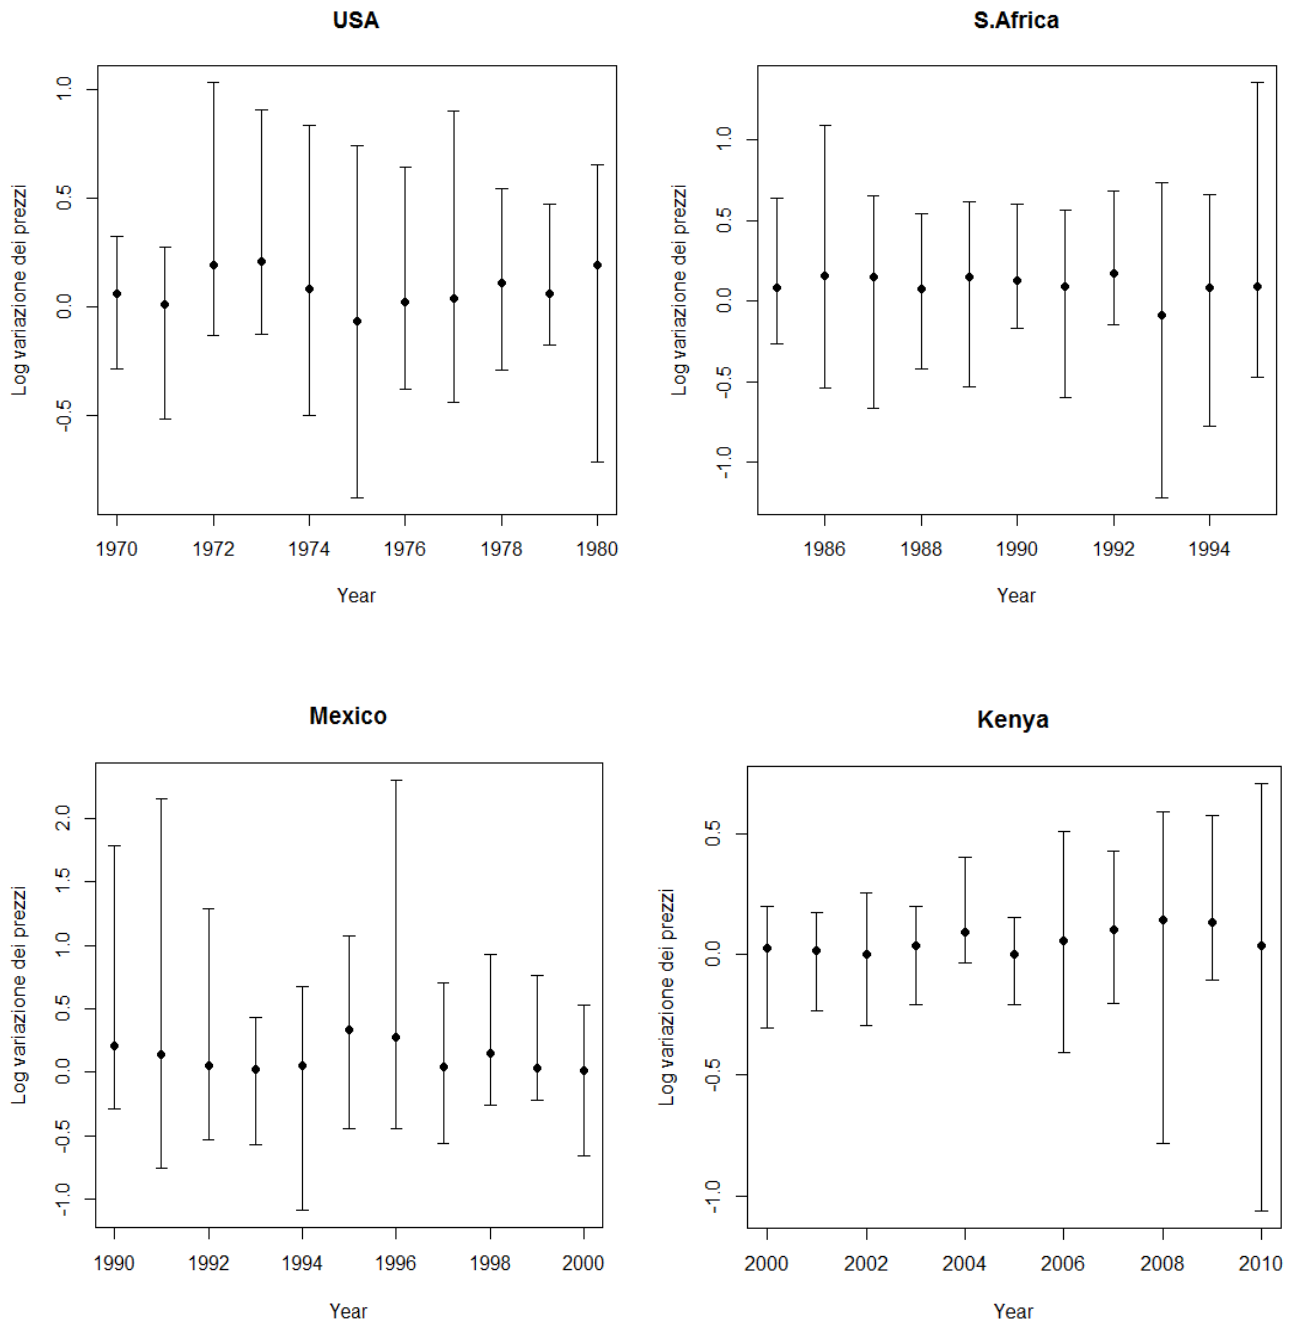 USA
Log variazione dei prezzi
1.0
0.5
0.0
-0.5
1970 1972 1974 1976 1978 1980
Year
S.Africa
Log variazione dei prezzi
1.0
0.5
0.0
-0.5
-1.0
1986 1988 1990 1992 1994
Year
Mexico
Log variazione dei prezzi
2.0
1.5
1.0
0.5
0.0
-0.5
-1.0
1990 1992 1994 1996 1998 2000
Year
Kenya
Log variazione dei prezzi
0.5
0.0
-0.5
-1.0
2000 2002 2004 2006 2008 2010
Year